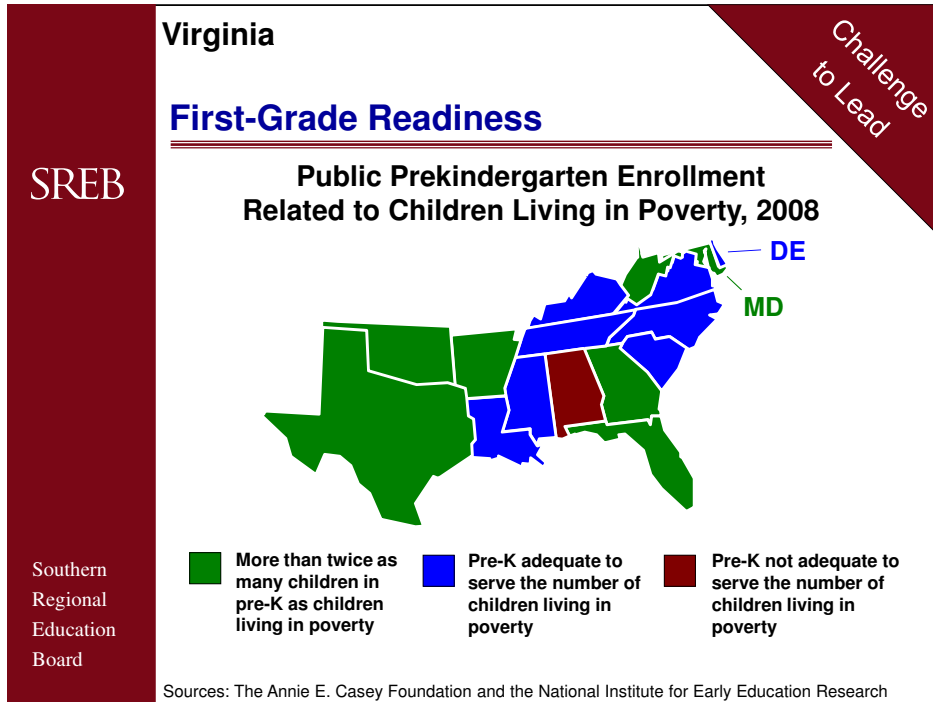 Virginia
Challenge
to Lead
First-Grade Readiness
SREB
Public Prekindergarten Enrollment
Related to Children Living in Poverty, 2008
DE
MD
More than twice as
many children in
pre-K as children
living in poverty
Pre-K adequate to
serve the number of
children living in
poverty
Pre-K not adequate to
serve the number of
children living in
poverty
Southern
Regional
Education
Board
Sources: The Annie E. Casey Foundation and the National Institute for Early Education Research